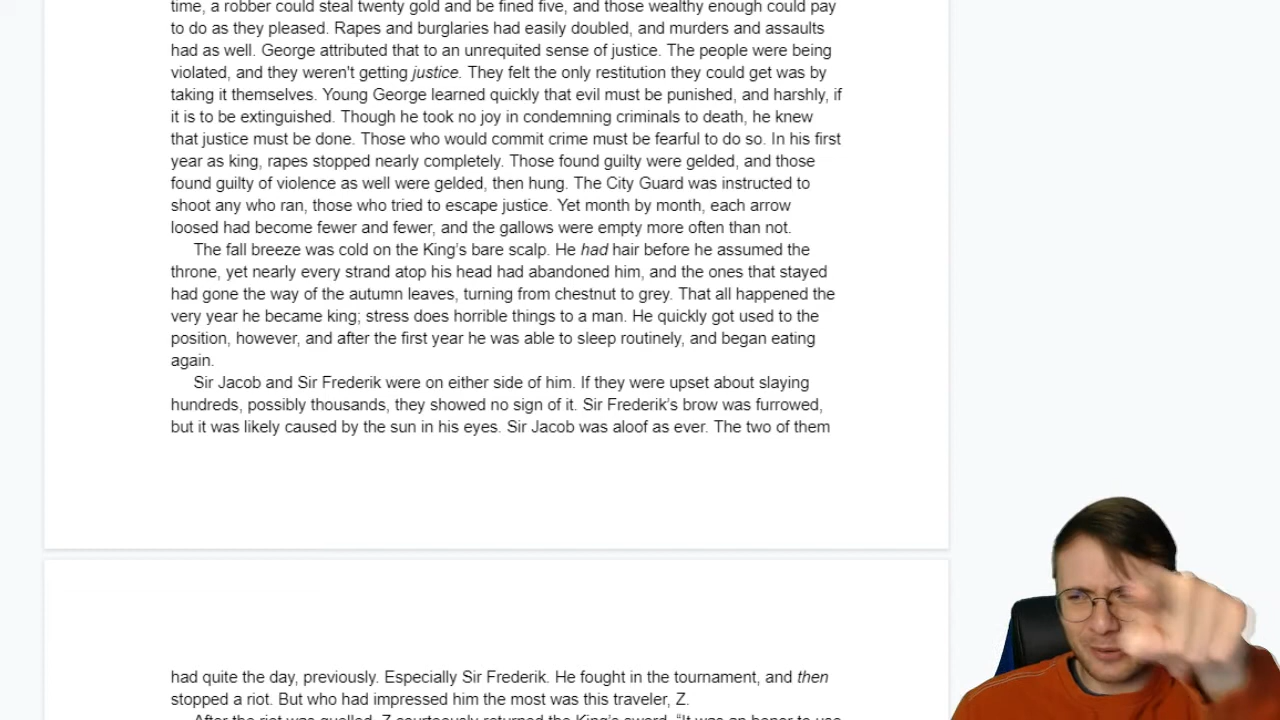 time, a robber could steal twenty gold and be fined five, and those wealthy enough could pay
to do as they pleased. Rapes and burglaries had easily doubled, and murders and assaults
had as well. George attributed that to an unrequited sense of justice. The people were being
violated, and they weren't getting justice. They felt the only restitution they could get was by
taking it themselves. Young George learned quickly that evil must be punished, and harshly, if
it is to be extinguished. Though he took no joy in condemning criminals to death, he knew
that justice must be done. Those who would commit crime must be fearful to do so. In his first
year as king, rapes stopped nearly completely. Those found guilty were gelded, and those
found guilty of violence as well were gelded, then hung. The City Guard was instructed to
shoot any who ran, those who tried to escape justice. Yet month by month, each arrow
loosed had become fewer and fewer, and the gallows were empty more often than not.
The fall breeze was cold on the King's bare scalp. He had hair before he assumed the
throne, yet nearly every strand atop his head had abandoned him, and the ones that stayed
had gone the way of the autumn leaves, turning from chestnut to grey. That all happened the
very year he became king; stress does horrible things to a man. He quickly got used to the
position, however, and after the first year he was able to sleep routinely, and began eating
again.
Sir Jacob and Sir Frederik were on either side of him. If they were upset about slaying
hundreds, possibly thousands, they showed no sign of it. Sir Frederik's brow was furrowed,
but it was likely caused by the sun in his eyes. Sir Jacob was aloof as ever. The two of them
had quite the day, previously. Especially Sir Frederik. He fought in the tournament, and then
stopped a riot. But who had impressed him the most was this traveler, Z.
After the riot was quelled, Z courteously returned the King's sword. "It was an honor to use